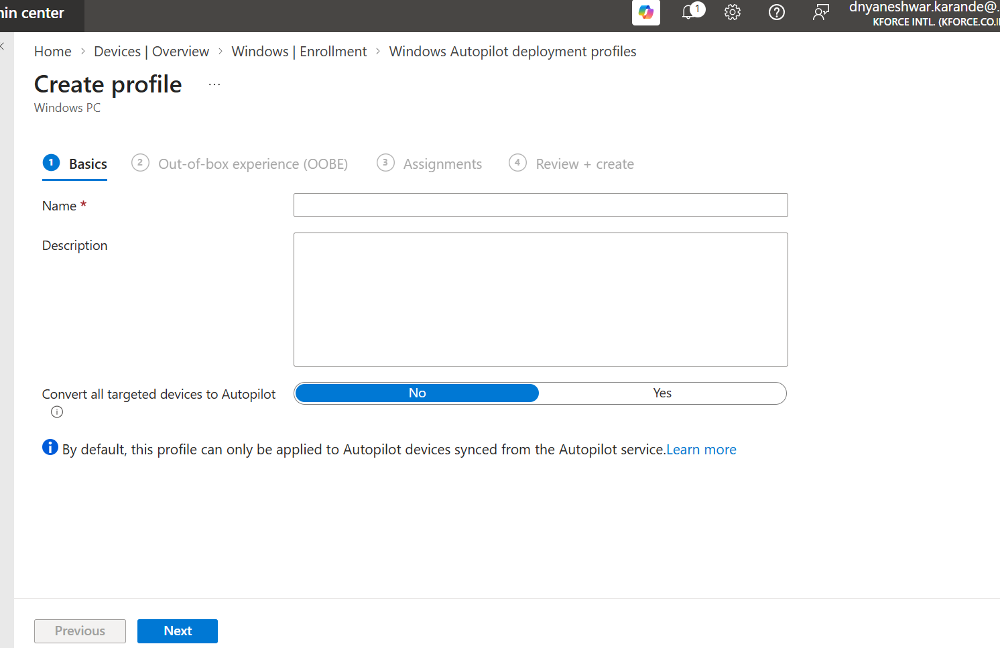 center
1
dnyaneshwar.karande@.
KFORCE INTL. (KFORCE.CO.I
Home > Devices | Overview > Windows | Enrollment > Windows Autopilot deployment profiles
Create profile ...
Windows PC
1 Basics 2 Out-of-box experience (OOBE) 3 Assignments 4 Review + create
Name *
Description
Convert all targeted devices to Autopilot No Yes
By default, this profile can only be applied to Autopilot devices synced from the Autopilot service.Learn more
Previous Next